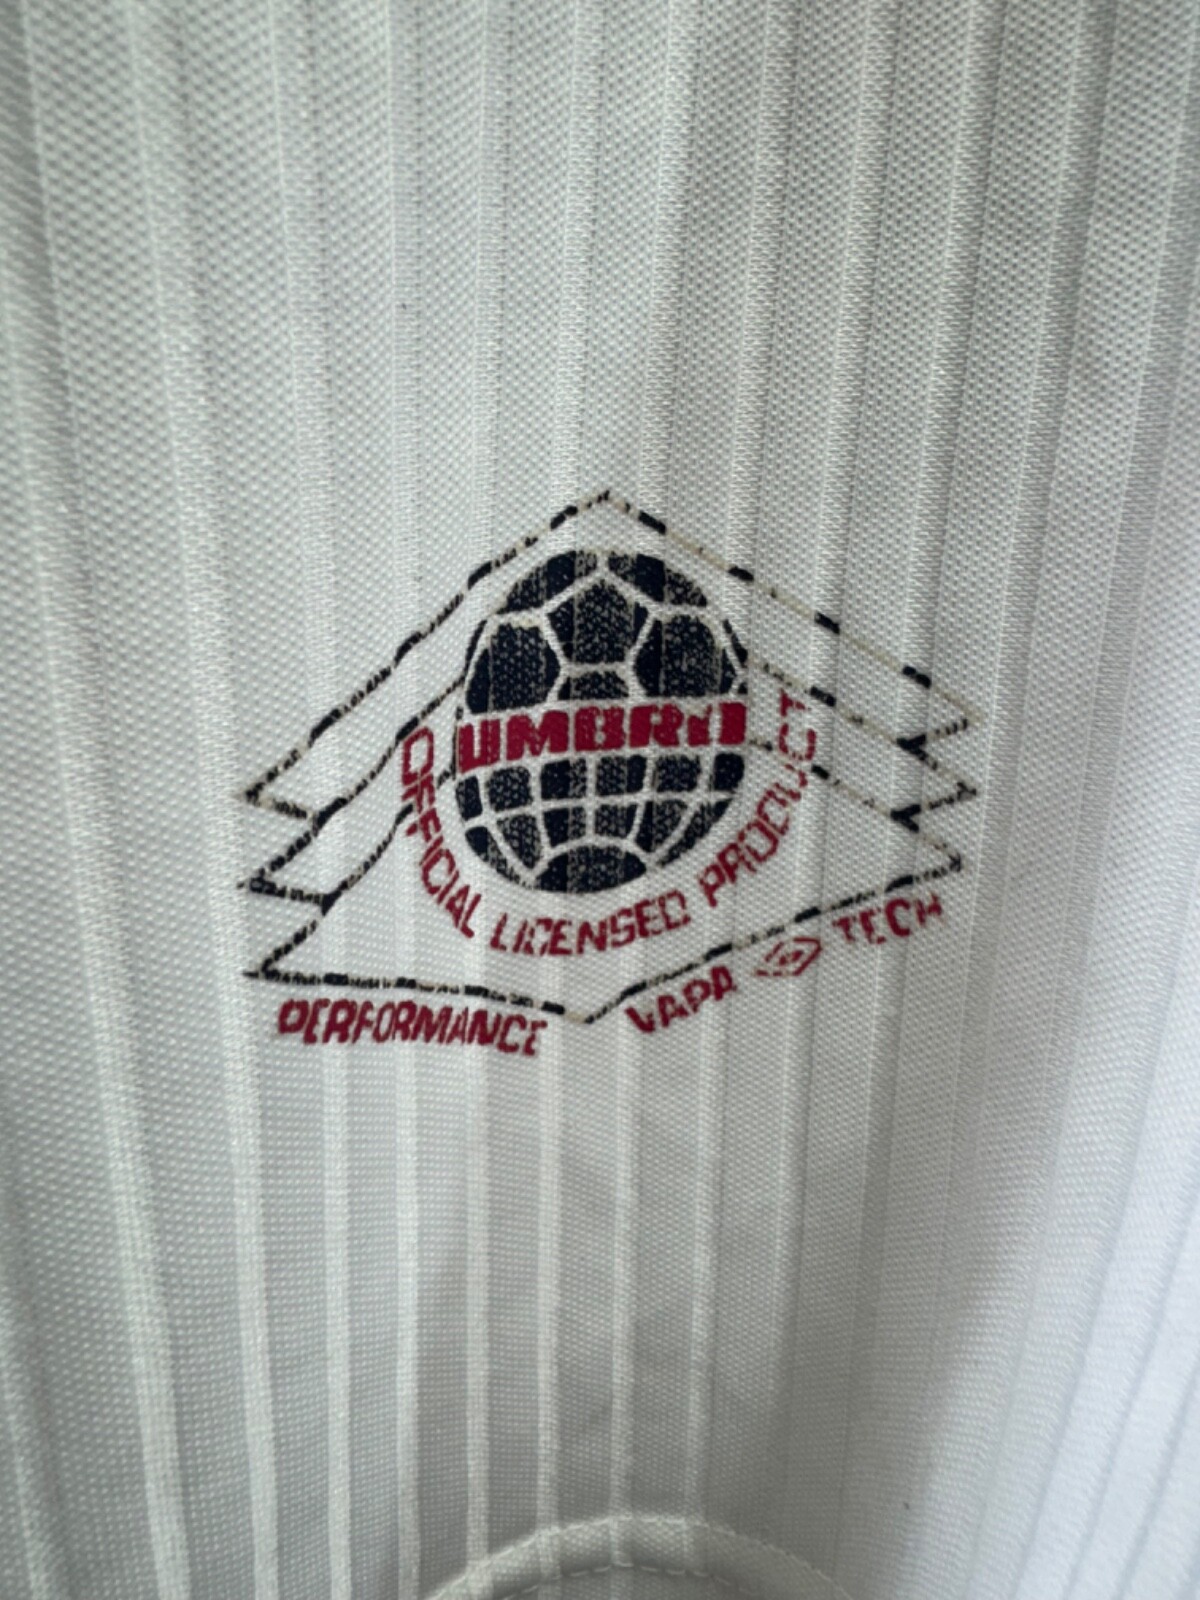 UMBRO
OFFICIAL LICENSED PRODUCT
PERFORMANCE
VAPA TECH